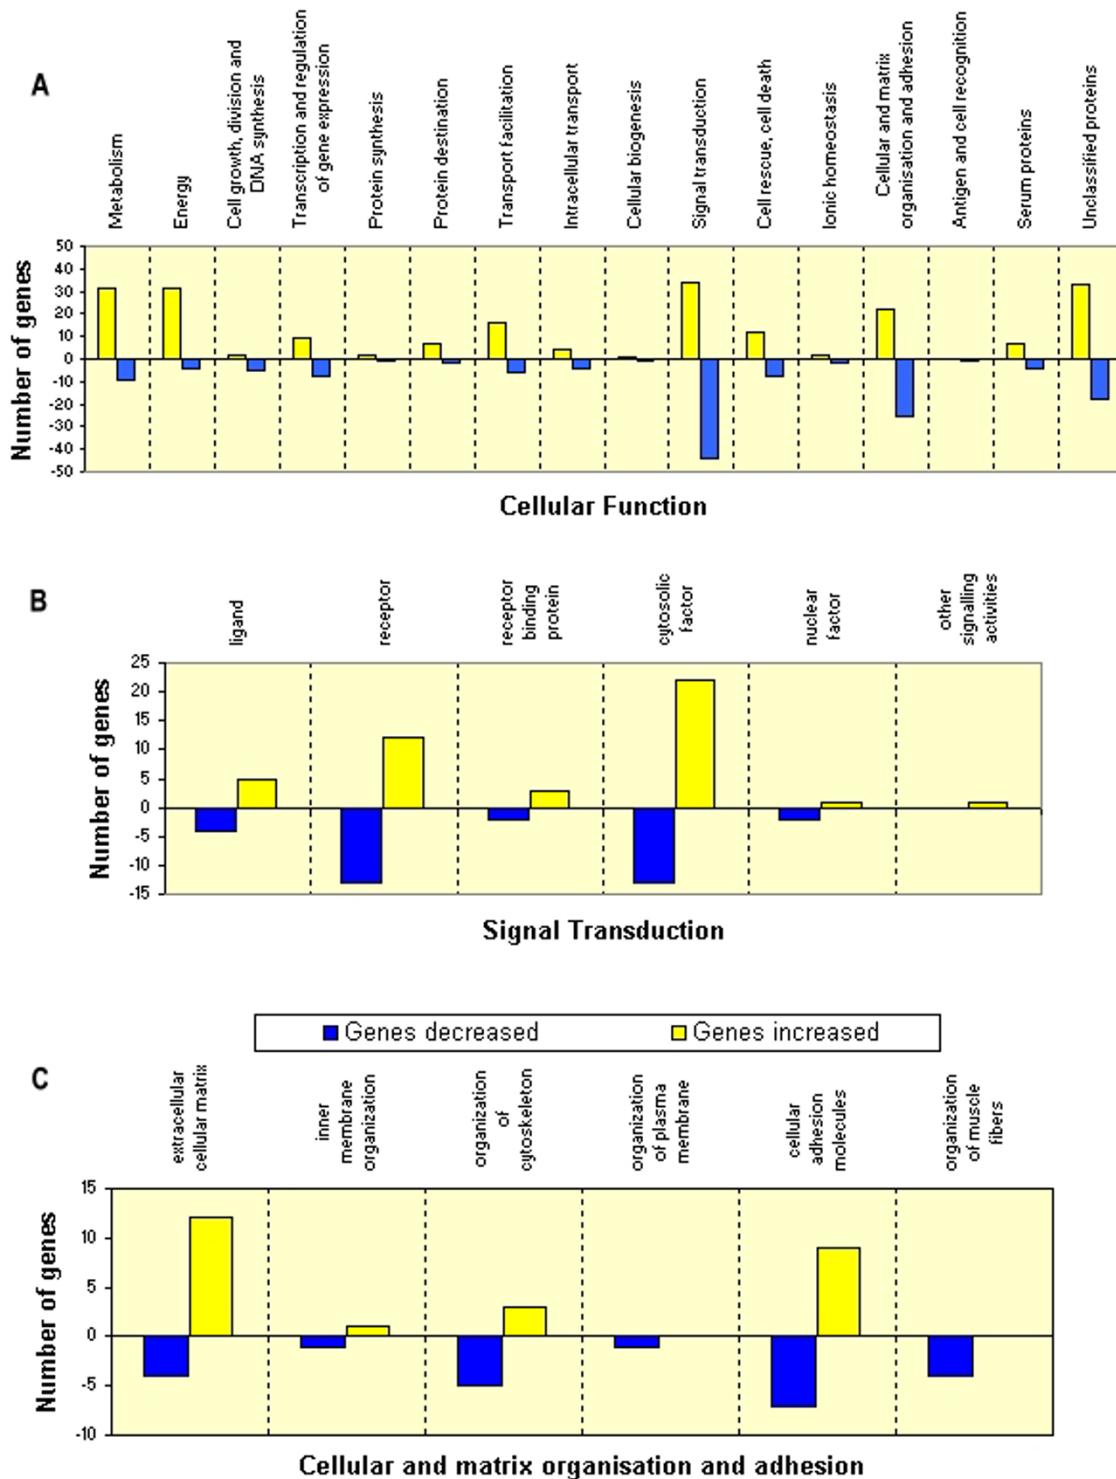 A
Metabolism
Energy
Cell growth, division and
DNA synthesis
Transcription and regulation
of gene expression
Protein synthesis
Protein destination
Transport facilitation
Intracellular transport
Cellular biogenesis
Signal transduction
Cell rescue, cell death
Ionic homeostasis
Cellular and matrix
organisation and adhesion
Antigen and cell recognition
Serum proteins
Unclassified proteins
Number of genes
50
40
30
20
10
0
-10
-20
-30
-40
-50
Cellular Function
B
ligand
receptor
receptor
binding
protein
cytosolic
factor
nuclear
factor
other
signalling
activities
Number of genes
25
20
15
10
5
0
-5
-10
-15
Signal Transduction
Genes decreased
Genes increased
C
extracellular
cellular matrix
inner
membrane
organization
organization
of
cytoskeleton
organization
of plasma
membrane
cellular
adhesion
molecules
organization
of muscle
fibers
Number of genes
15
10
5
0
-5
-10
Cellular and matrix organisation and adhesion